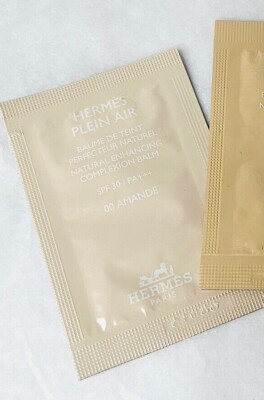 HERMÈS
PLEIN AIR
BAUME DE TEINT
PERFECTEUR NATUREL
NATURAL ENHANCING
COMPLEXION BALM
SPF 30 / PA+++
00 AMANDE
HERMÈS
PARIS